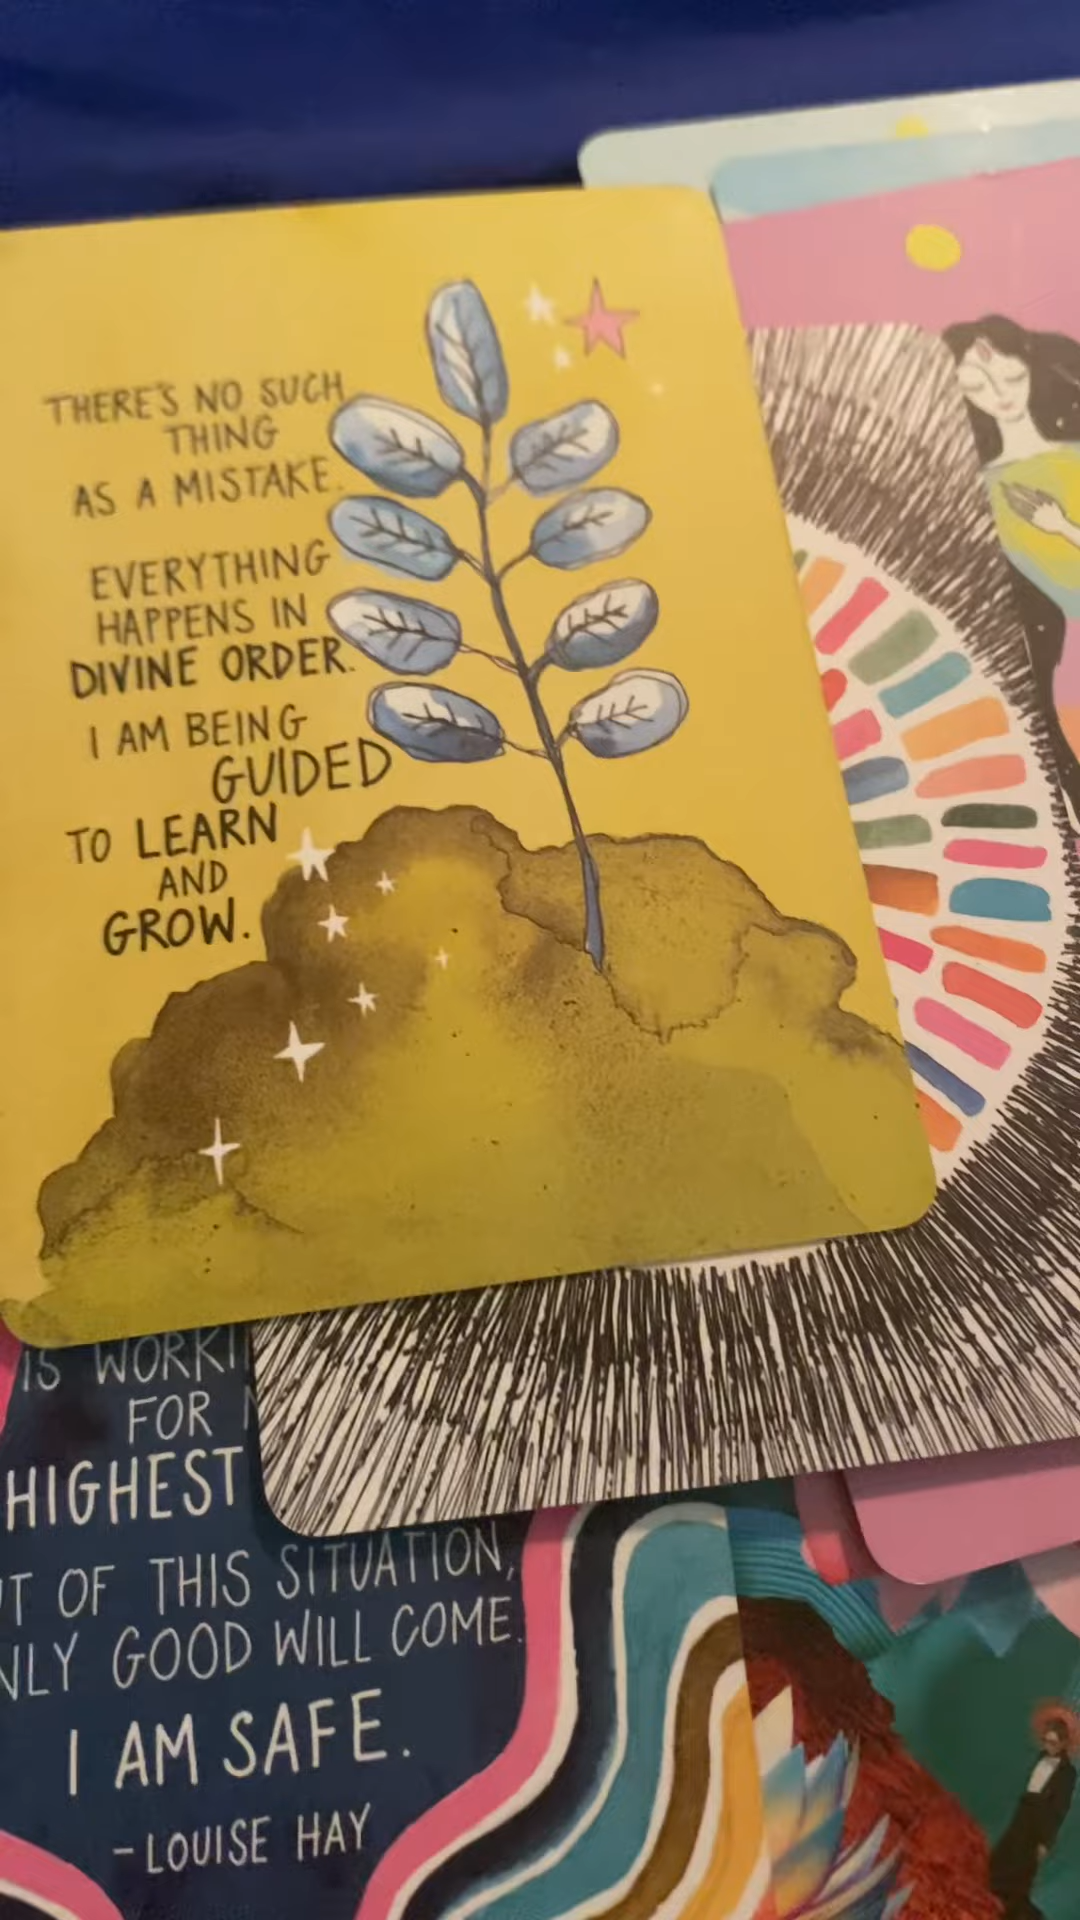 THERE'S NO SUCH
THING
AS A MISTAKE.
EVERYTHING
HAPPENS IN
DIVINE ORDER.
I AM BEING
GUIDED
TO LEARN
AND
GROW.
IS
FOR
HIGHEST
OF THIS SITUATION,
GOOD WILL COME.
I AM SAFE.
-LOUISE HAY